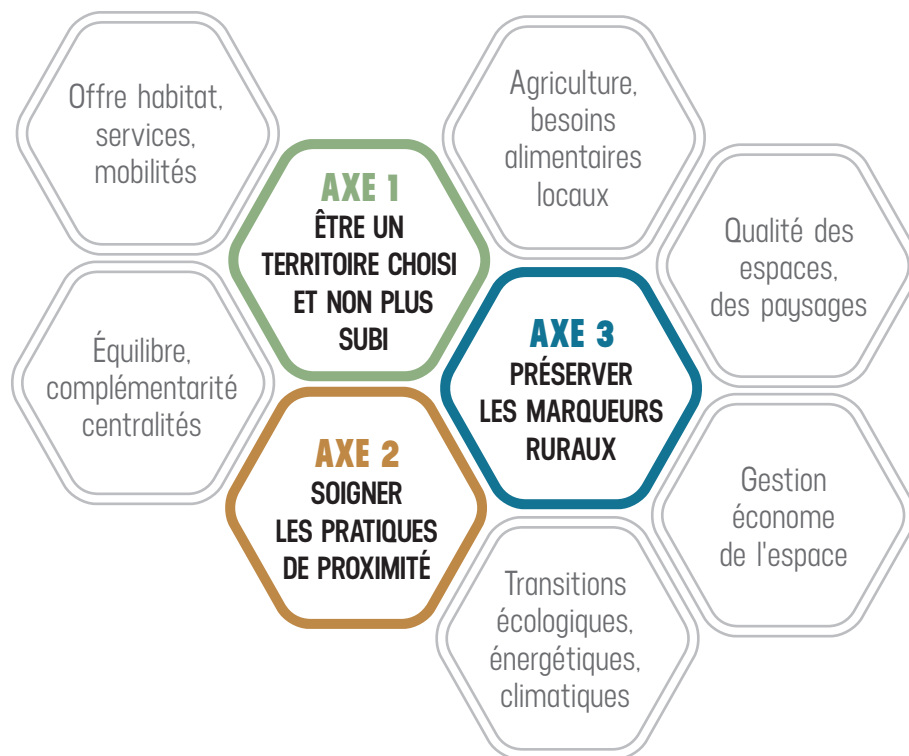 Offre habitat,
services,
mobilités
Agriculture,
besoins
alimentaires
locaux
AXE 1
ÊTRE UN
TERRITOIRE CHOISI
ET NON PLUS
SUBI
Qualité des
espaces,
des paysages
Équilibre,
complémentarité
centralités
AXE 3
PRÉSERVER
LES MARQUEURS
RURAUX
AXE 2
SOIGNER
LES PRATIQUES
DE PROXIMITÉ
Gestion
économe
de l'espace
Transitions
écologiques,
énergétiques,
climatiques